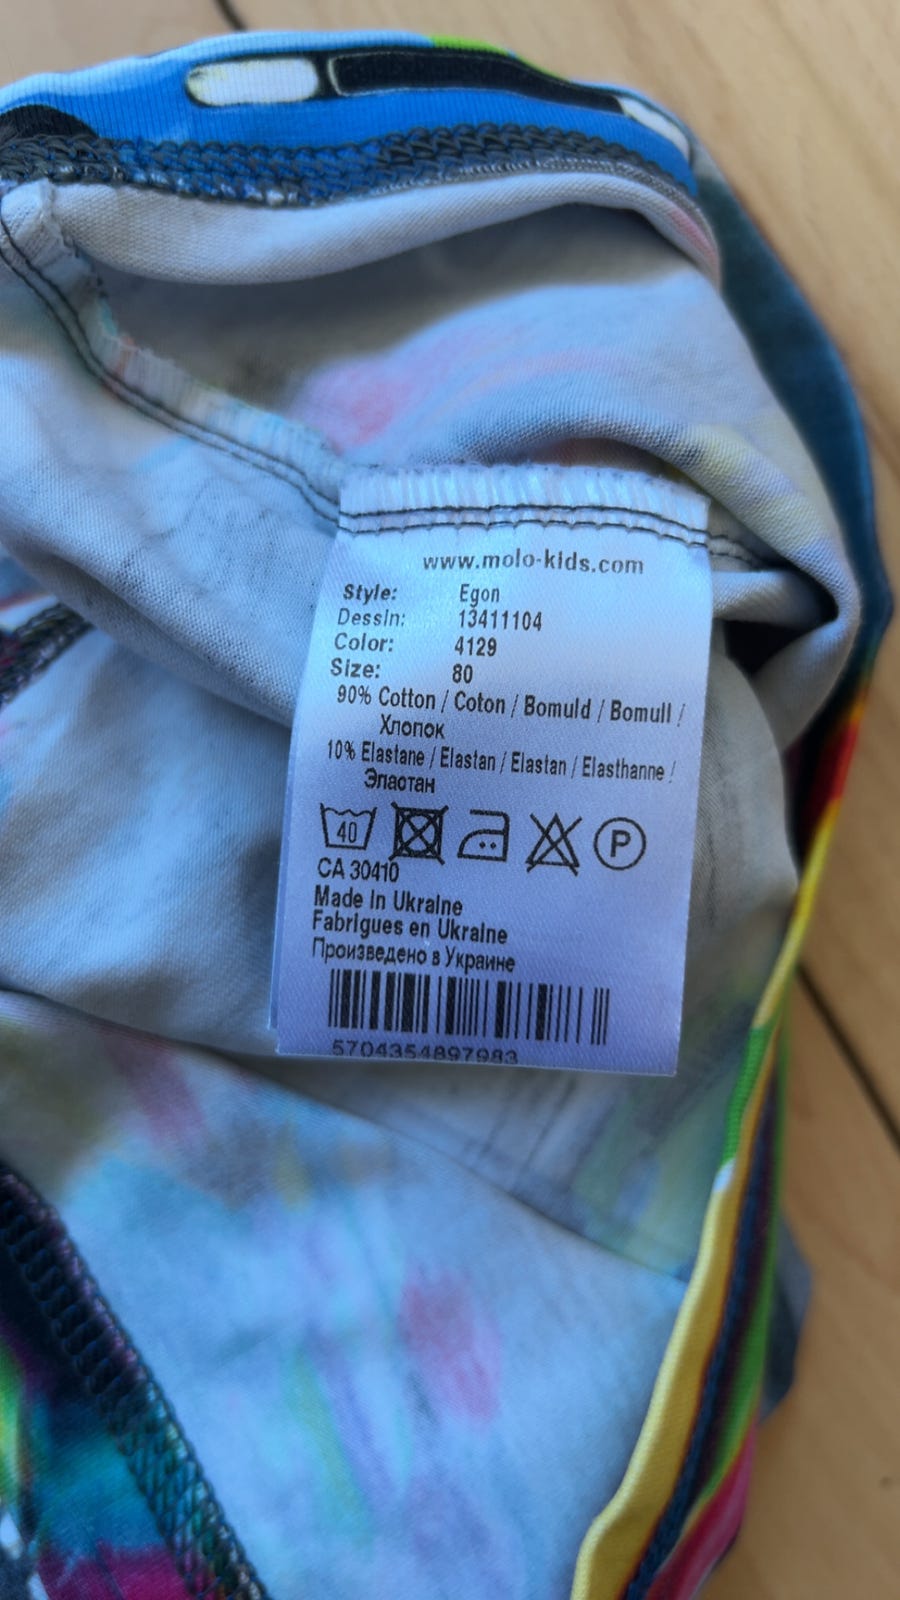 www.molo-kids.com
Style: Egon
Dessin: 13411104
Color: 4129
Size: 80
90% Cotton / Coton / Bomuld / Bomull /
Хлопок
10% Elastane / Elastan / Elastan / Elasthanne /
Эластан
40
P
CA 30410
Made in Ukraine
Fabrigues en Ukraine
Произведено в Украине
5704354897983